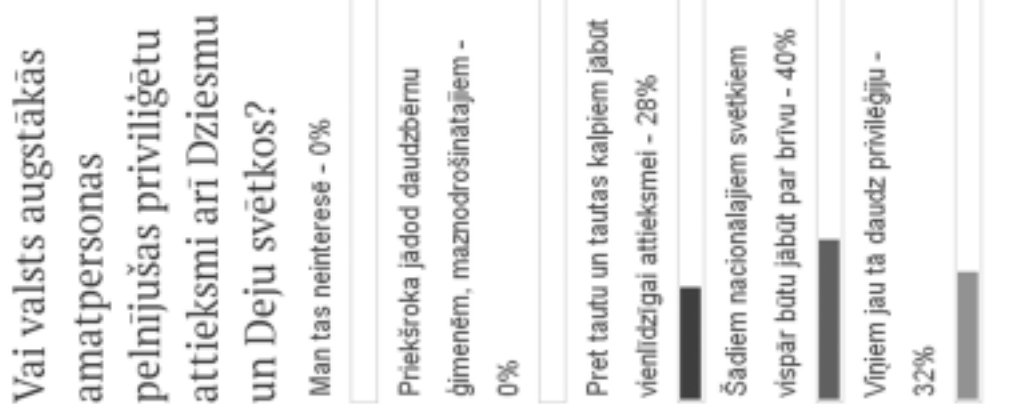 Vai valsts augstākās
amatpersonas
pelnījušas priviliģētu
attieksmi arī Dziesmu
un Deju svētkos?
Man tas neinteresē - 0%
Priekšroka jādod daudzbērnu
ģimenēm, maznodrošinātajiem -
0%
Pret tautu un tautas kalpiem jābūt
vienlīdzīgai attieksmei - 28%
Šādiem nacionālajiem svētkiem
vispār būtu jābūt par brīvu - 40%
Viņiem jau tā daudz privilēģiju -
32%